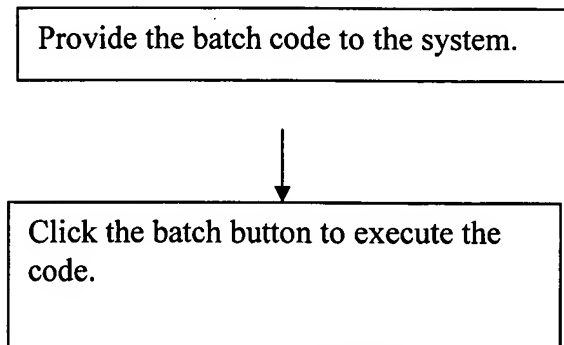 Provide the batch code to the system.
Click the batch button to execute the
code.